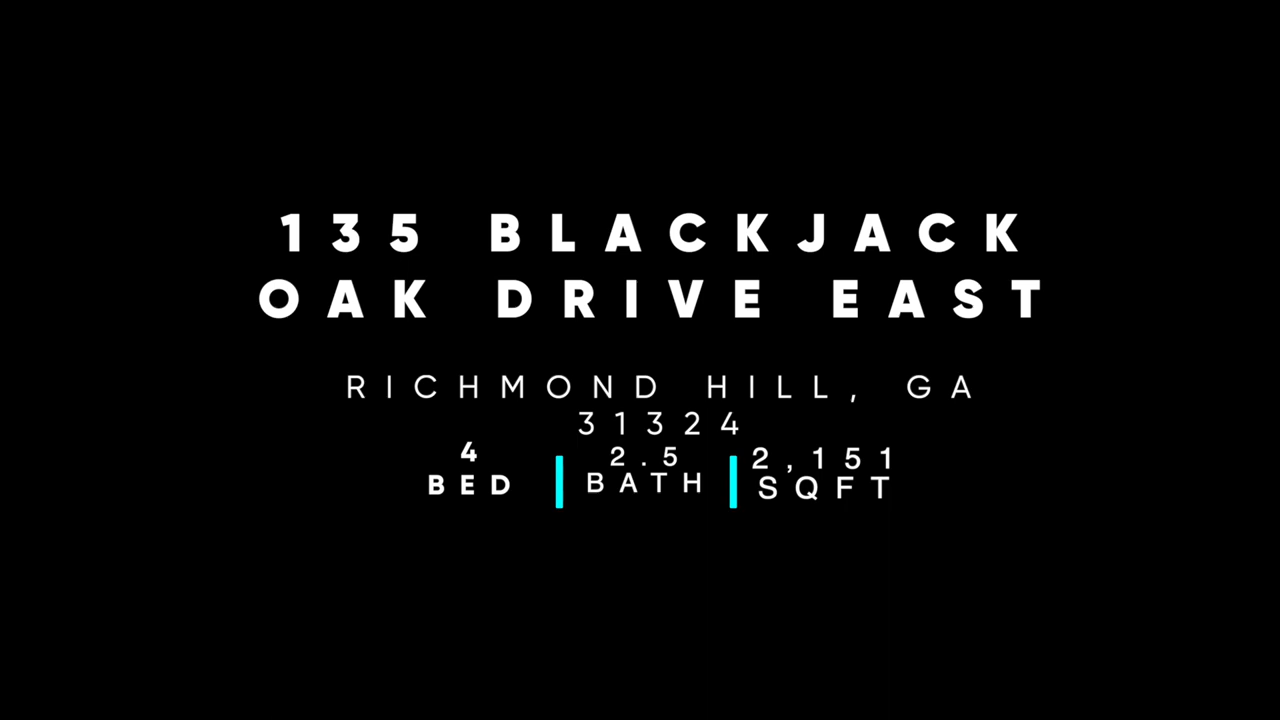 135 BLACKJACK
OAK DRIVE EAST
RICHMOND HILL, GA
31324
4
BED
2.5
BATH
2,151
SQFT